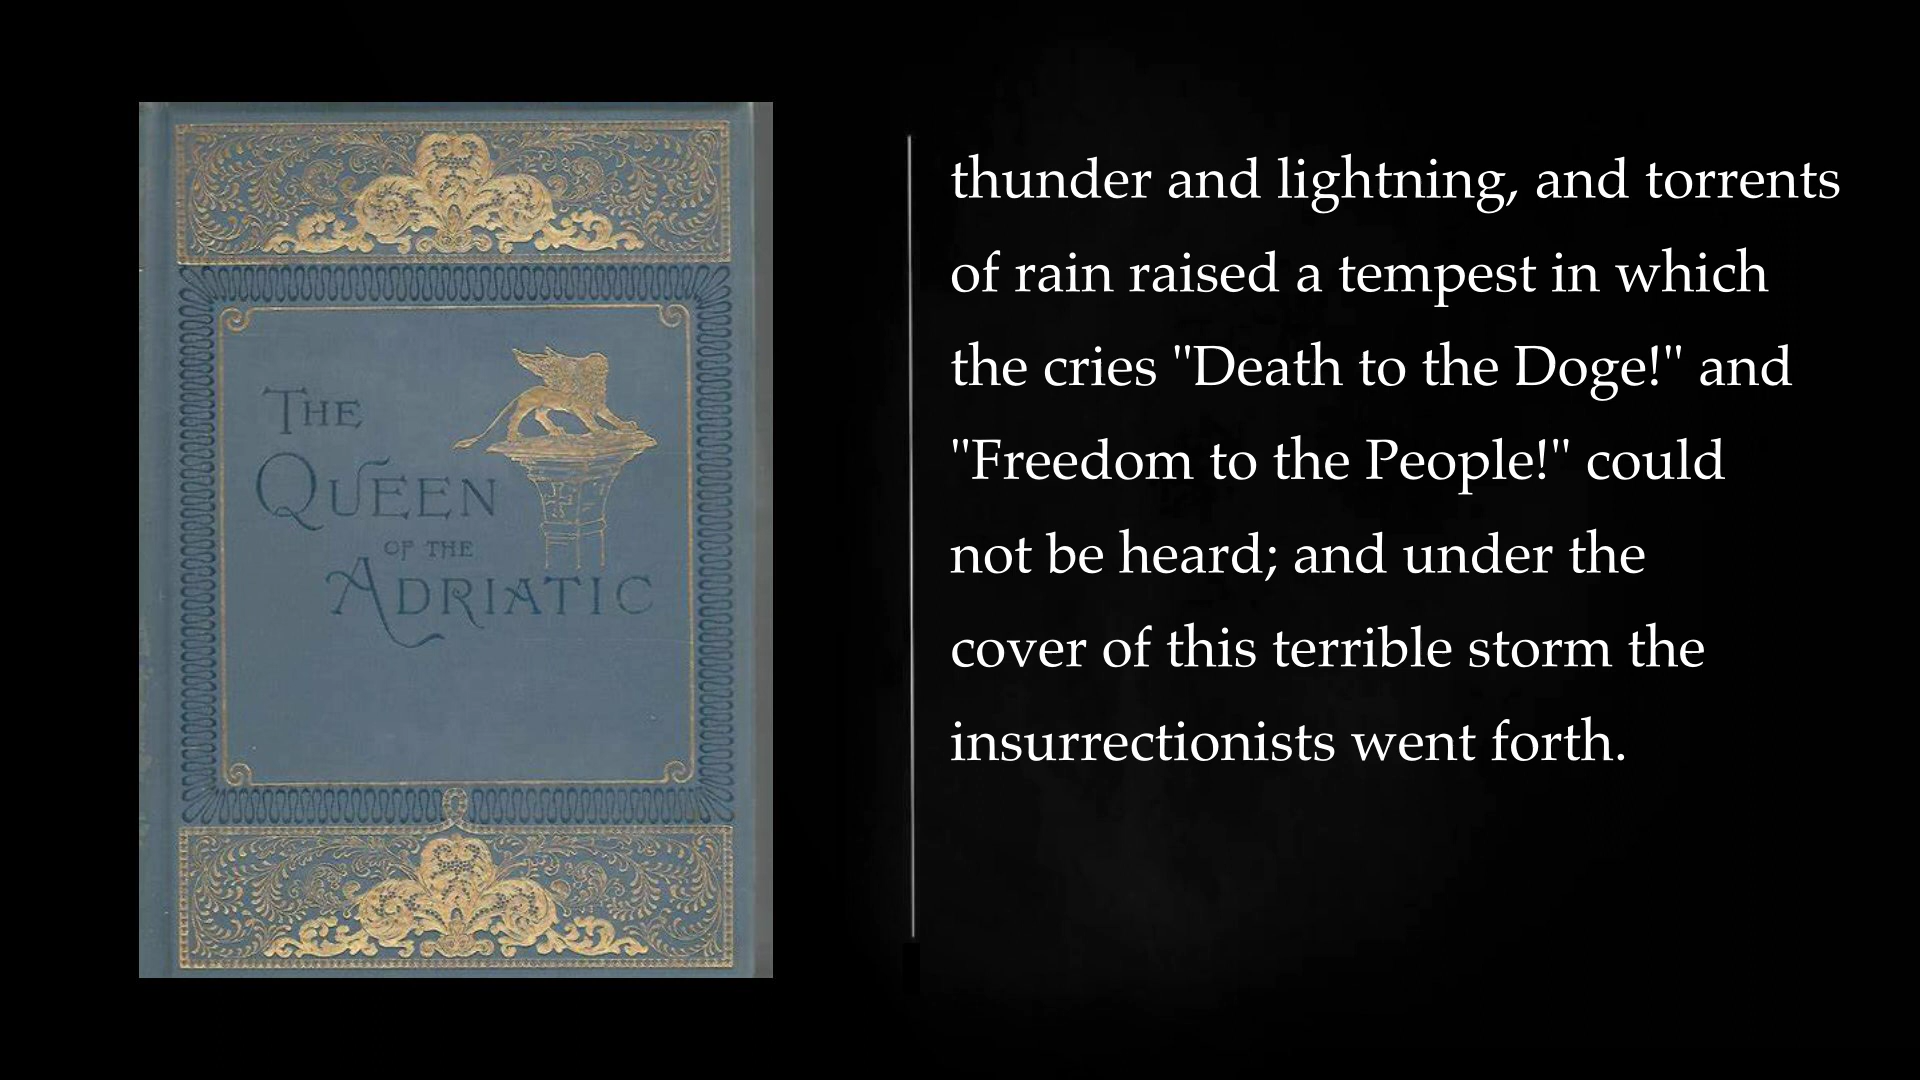 THE
QUEEN
OF THE
ADRIATIC
thunder and lightning, and torrents
of rain raised a tempest in which
the cries "Death to the Doge!" and
"Freedom to the People!" could
not be heard; and under the
cover of this terrible storm the
insurrectionists went forth.